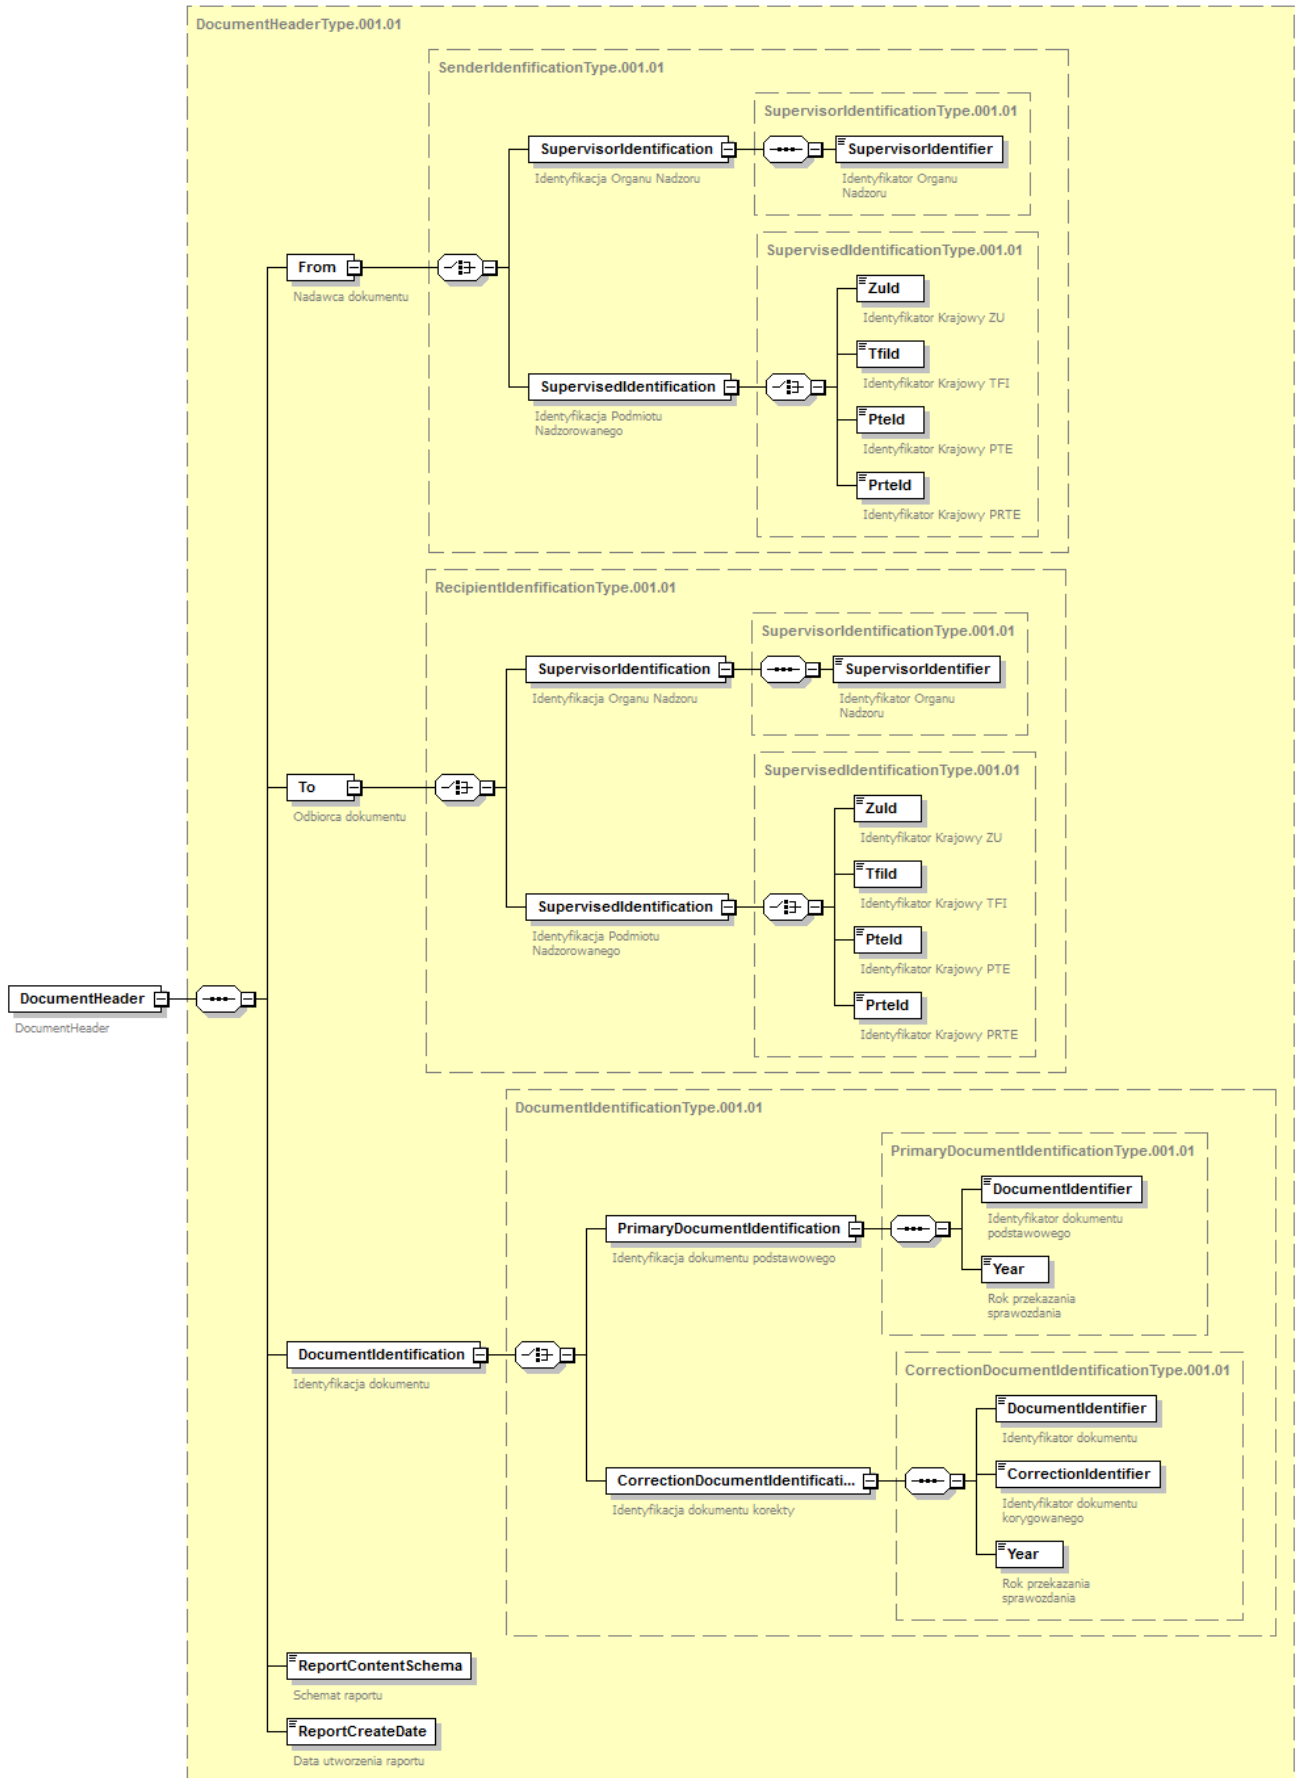 DocumentHeaderType.001.01
SenderIdenfificationType.001.01
SupervisorIdentificationType.001.01
SupervisorIdentification
SupervisorIdentifier
Identyfikacja Organu Nadzoru
Identyfikator Organu
Nadzoru
SupervisedIdentificationType.001.01
From
Nadawca dokumentu
ZuId
Identyfikator Krajowy ZU
TfiId
Identyfikator Krajowy TFI
SupervisedIdentification
Identyfikacja Podmiotu
Nadzorowanego
PteId
Identyfikator Krajowy PTE
PrteId
Identyfikator Krajowy PRTE
RecipientIdenfificationType.001.01
SupervisorIdentificationType.001.01
SupervisorIdentification
SupervisorIdentifier
Identyfikacja Organu Nadzoru
Identyfikator Organu
Nadzoru
SupervisedIdentificationType.001.01
To
Odbiorca dokumentu
ZuId
Identyfikator Krajowy ZU
TfiId
Identyfikator Krajowy TFI
SupervisedIdentification
Identyfikacja Podmiotu
Nadzorowanego
PteId
Identyfikator Krajowy PTE
PrteId
Identyfikator Krajowy PRTE
DocumentHeader
DocumentHeader
DocumentIdentificationType.001.01
PrimaryDocumentIdentificationType.001.01
DocumentIdentifier
Identyfikator dokumentu
podstawowego
PrimaryDocumentIdentification
Identyfikacja dokumentu podstawowego
Year
Rok przekazania
sprawozdania
DocumentIdentification
Identyfikacja dokumentu
CorrectionDocumentIdentificationType.001.01
DocumentIdentifier
Identyfikator dokumentu
CorrectionDocumentIdentificati...
Identyfikacja dokumentu korekty
CorrectionIdentifier
Identyfikator dokumentu
korygowanego
Year
Rok przekazania
sprawozdania
ReportContentSchema
Schemat raportu
ReportCreateDate
Data utworzenia raportu